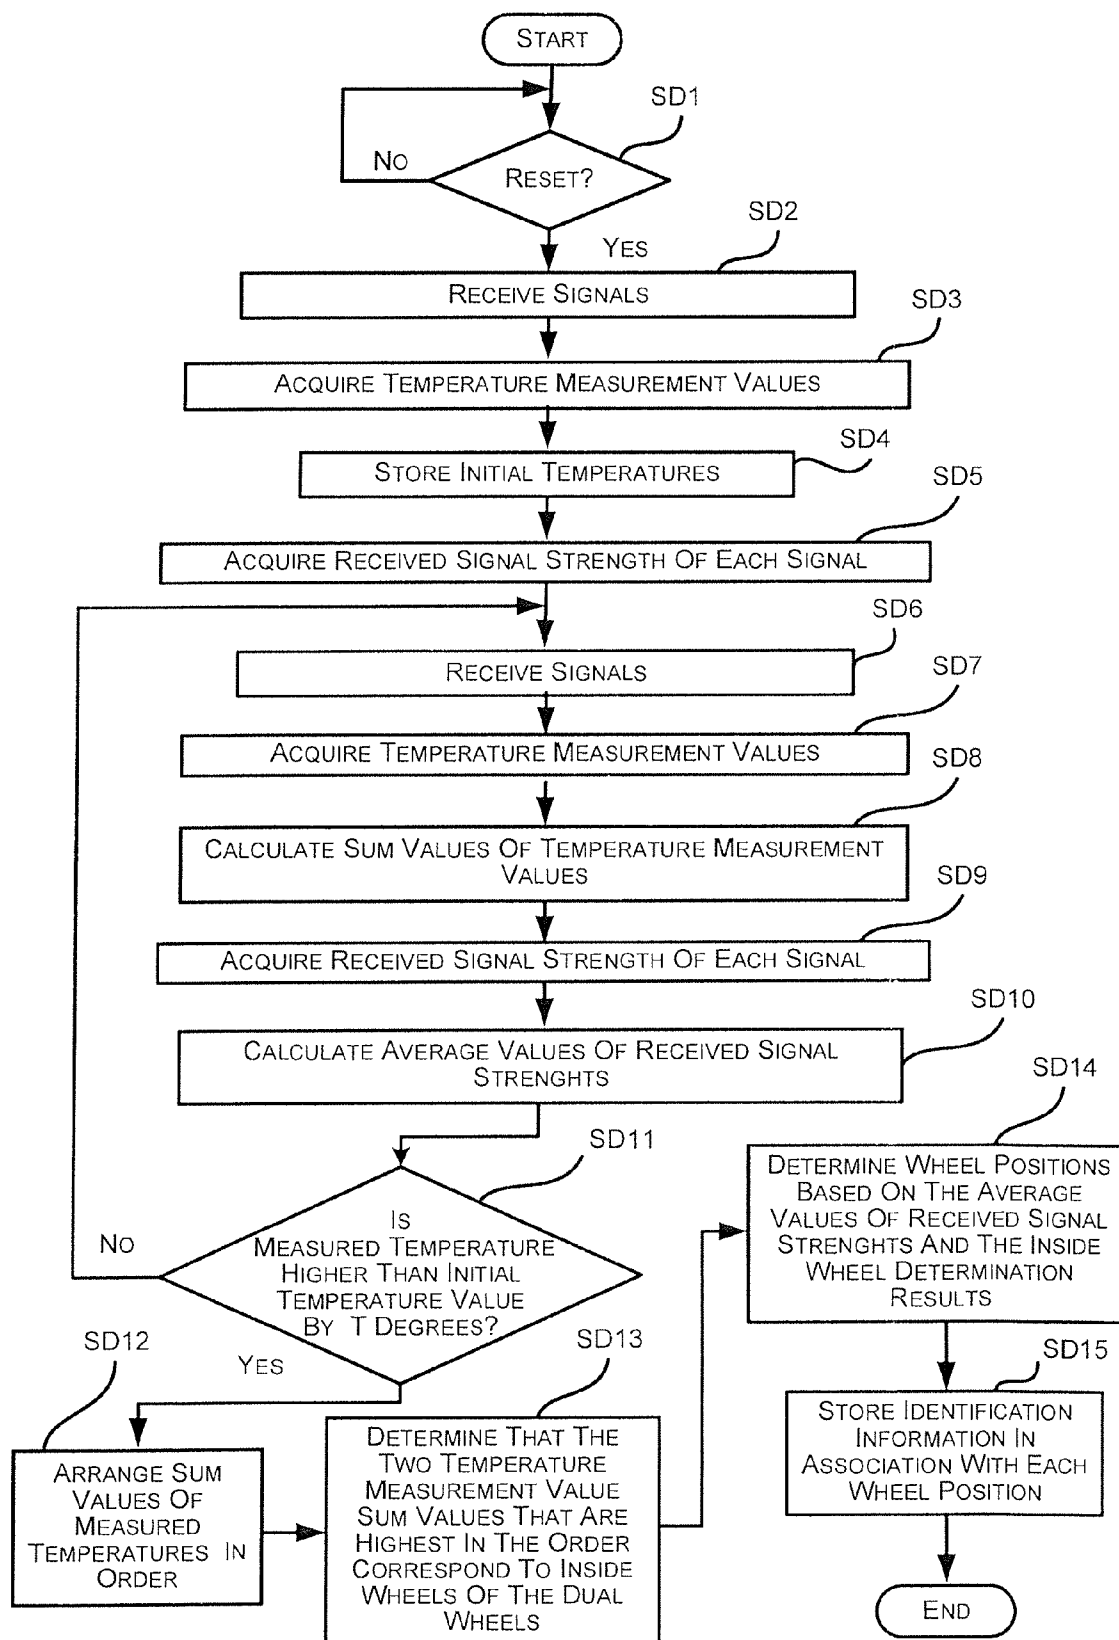 START
SD1
NO
RESET?
SD2
YES
RECEIVE SIGNALS
SD3
ACQUIRE TEMPERATURE MEASUREMENT VALUES
SD4
STORE INITIAL TEMPERATURES
SD5
ACQUIRE RECEIVED SIGNAL STRENGTH OF EACH SIGNAL
SD6
RECEIVE SIGNALS
SD7
ACQUIRE TEMPERATURE MEASUREMENT VALUES
SD8
CALCULATE SUM VALUES OF TEMPERATURE MEASUREMENT
VALUES
SD9
ACQUIRE RECEIVED SIGNAL STRENGTH OF EACH SIGNAL
SD10
CALCULATE AVERAGE VALUES OF RECEIVED SIGNAL
STRENGHTS
SD11
NO
IS
MEASURED TEMPERATURE
HIGHER THAN INITIAL
TEMPERATURE VALUE
BY T DEGREES?
YES
SD12
ARRANGE SUM
VALUES OF
MEASURED
TEMPERATURES IN
ORDER
SD13
DETERMINE THAT THE
TWO TEMPERATURE
MEASUREMENT VALUE
SUM VALUES THAT ARE
HIGHEST IN THE ORDER
CORRESPOND TO INSIDE
WHEELS OF THE DUAL
WHEELS
SD14
DETERMINE WHEEL POSITIONS
BASED ON THE AVERAGE
VALUES OF RECEIVED SIGNAL
STRENGHTS AND THE INSIDE
WHEEL DETERMINATION
RESULTS
SD15
STORE IDENTIFICATION
INFORMATION IN
ASSOCIATION WITH EACH
WHEEL POSITION
END